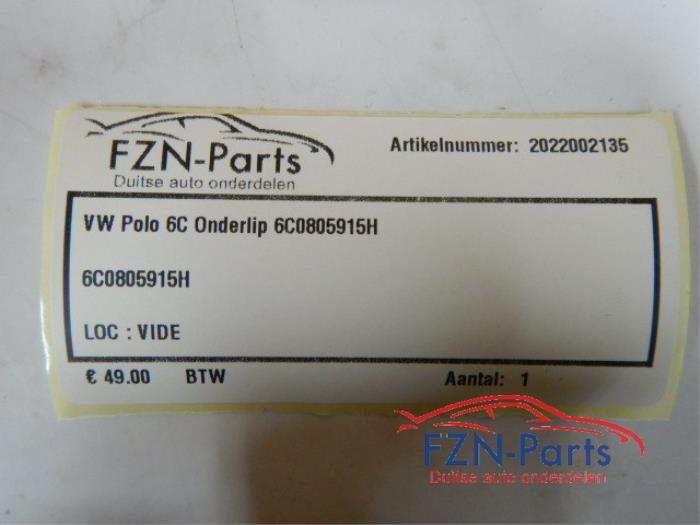 FZN-Parts
Duitse auto onderdelen
Artikelnummer: 2022002135
VW Polo 6C Onderlip 6C0805915H
6C0805915H
LOC : VIDE
€ 49.00 BTW Aantal: 1
FZN-Parts
Duitse auto onderdelen